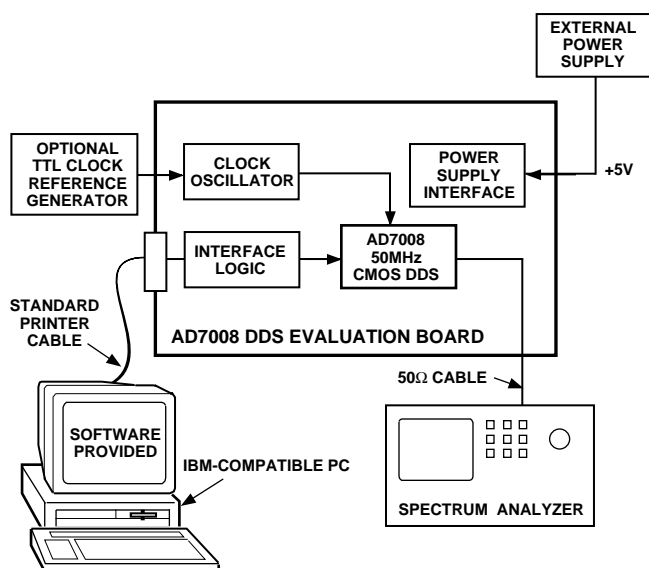 EXTERNAL
POWER
SUPPLY
OPTIONAL
TTL CLOCK
REFERENCE
GENERATOR
CLOCK
OSCILLATOR
POWER
SUPPLY
INTERFACE
+5V
INTERFACE
LOGIC
AD7008
50MHz
CMOS DDS
STANDARD
PRINTER
CABLE
AD7008 DDS EVALUATION BOARD
50Ω CABLE
SOFTWARE
PROVIDED
IBM-COMPATIBLE PC
SPECTRUM ANALYZER